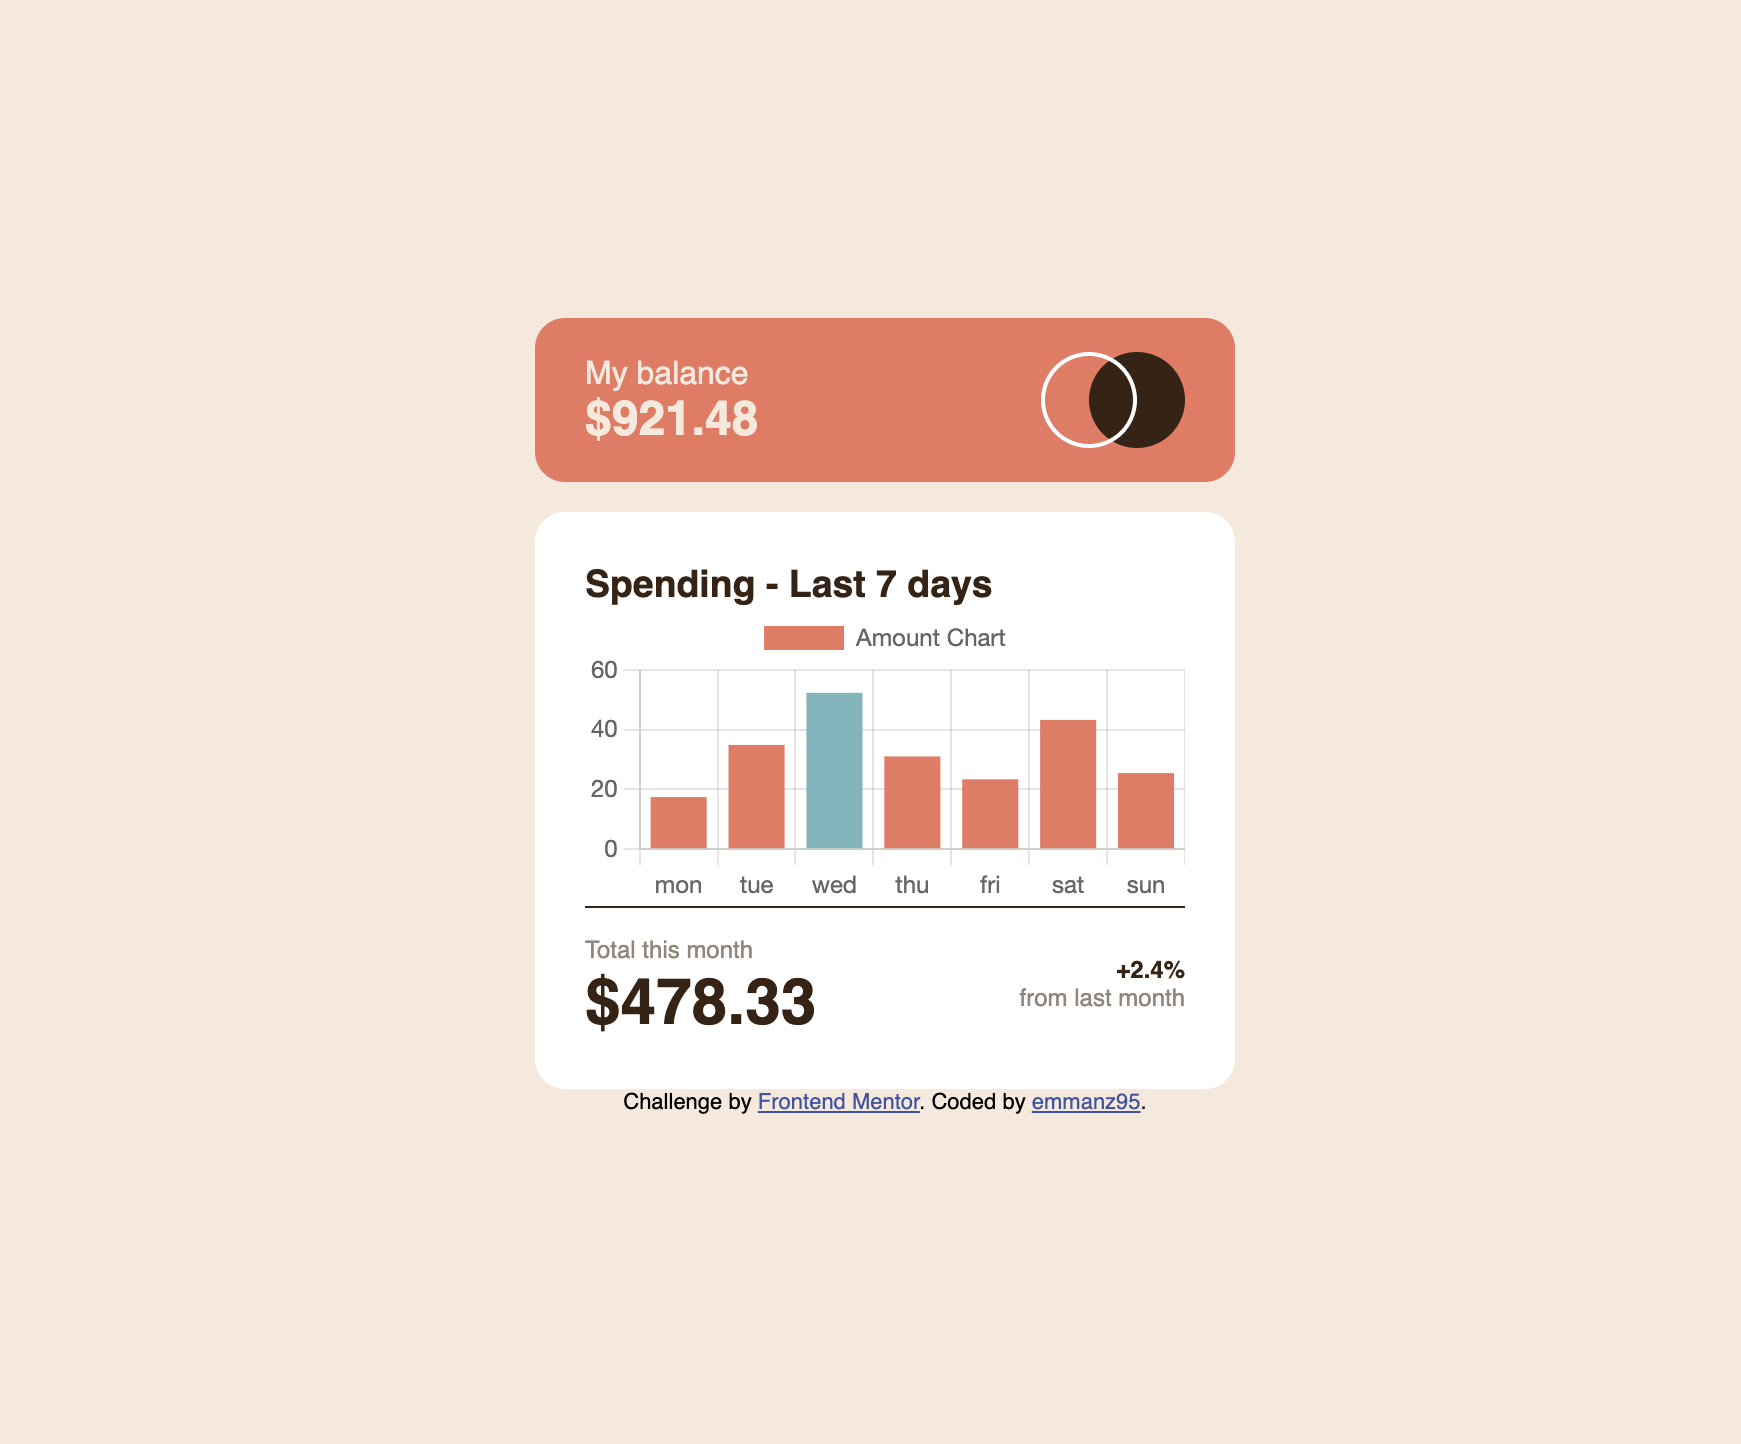 My balance
$921.48
Spending - Last 7 days
Amount Chart
60
40
20
0
mon tue wed thu fri sat sun
Total this month
$478.33
+2.4%
from last month
Challenge by Frontend Mentor. Coded by emmanz95.